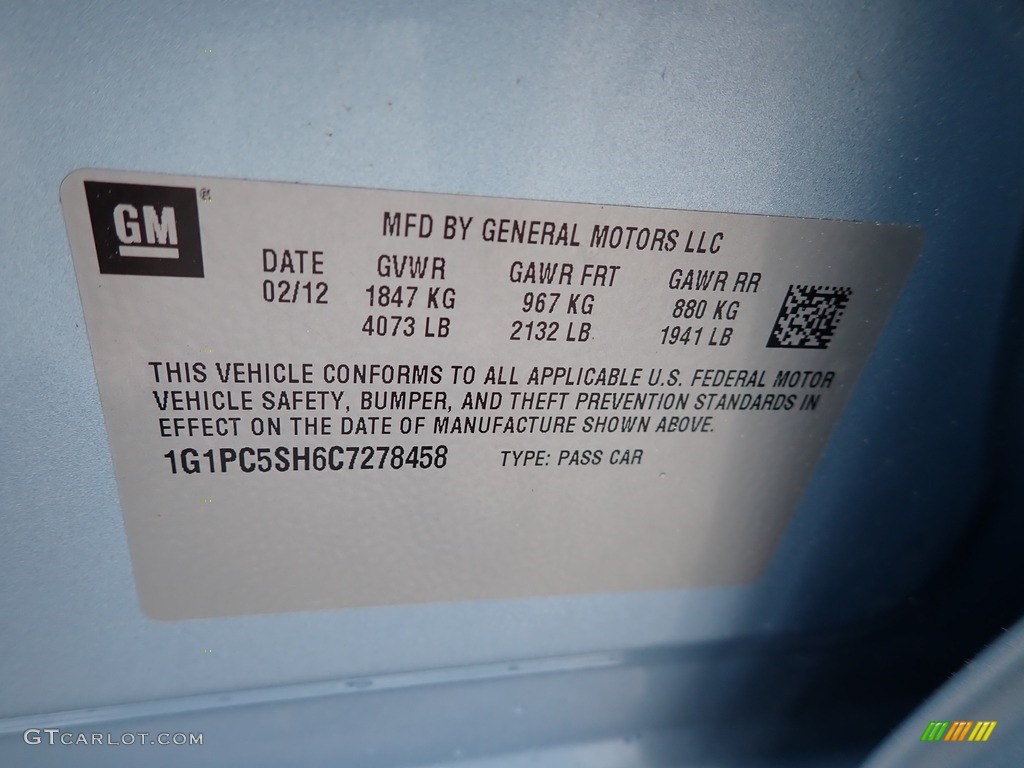 GM ®
MFD BY GENERAL MOTORS LLC
DATE GVWR GAWR FRT GAWR RR
02/12 1847 KG 967 KG 880 KG
4073 LB 2132 LB 1941 LB
THIS VEHICLE CONFORMS TO ALL APPLICABLE U.S. FEDERAL MOTOR
VEHICLE SAFETY, BUMPER, AND THEFT PREVENTION STANDARDS IN
EFFECT ON THE DATE OF MANUFACTURE SHOWN ABOVE.
1G1PC5SH6C7278458 TYPE: PASS CAR
GTCARLOT.COM